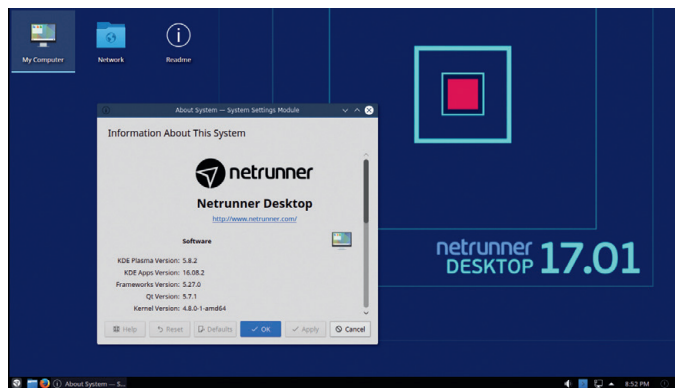 My Computer
Network
Readme
About System — System Settings Module
Information About This System
netrunner
Netrunner Desktop
http://www.netrunner.com/
Software
KDE Plasma Version: 5.8.2
KDE Apps Version: 16.08.2
Frameworks Version: 5.27.0
Qt Version: 5.7.1
Kernel Version: 4.8.0-1-amd64
Help
Reset
Defaults
OK
Apply
Cancel
netrunner
DESKTOP 17.01
About System — S...
8:52 PM